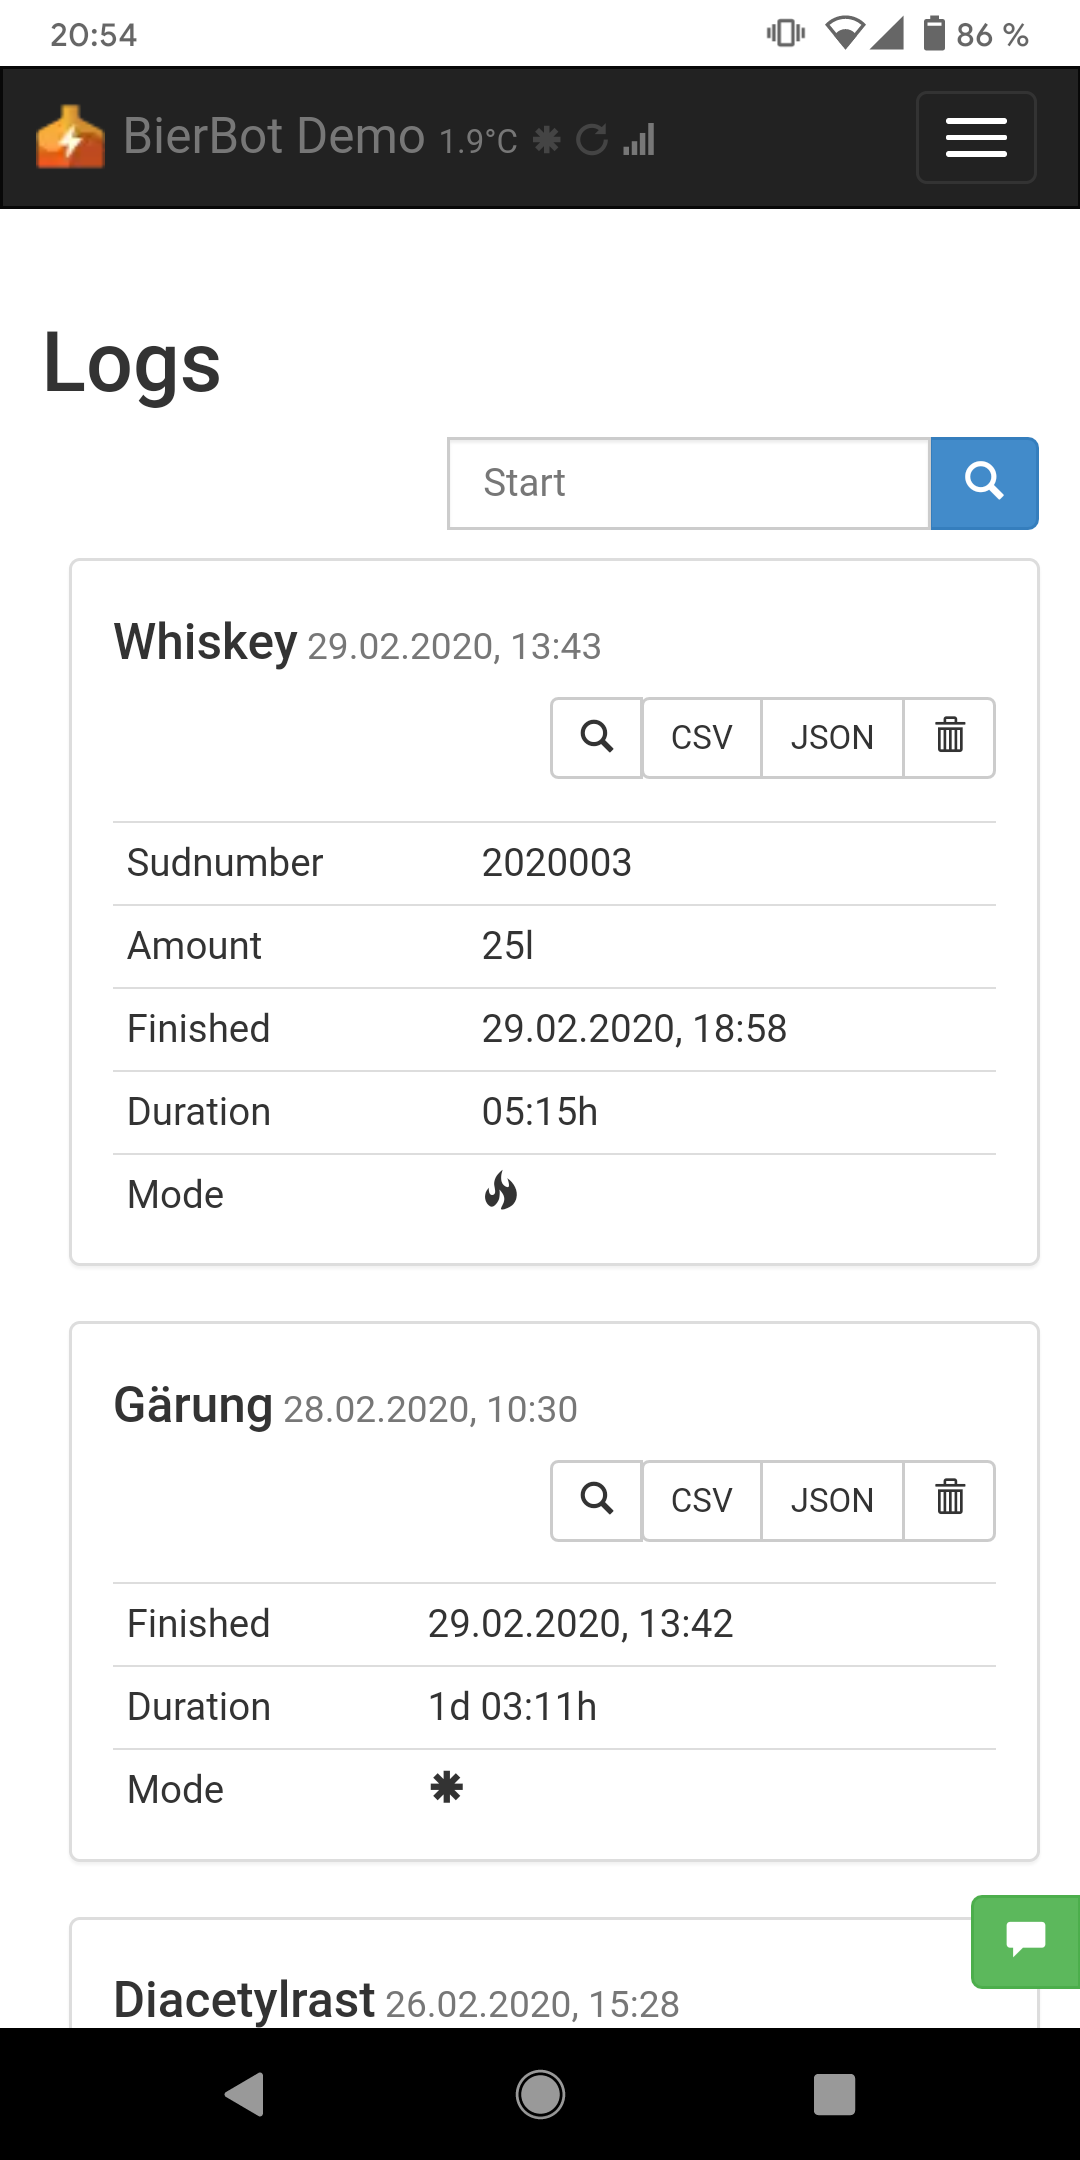 20:54 86 %
BierBot Demo 1.9°C
Logs
Start
Whiskey 29.02.2020, 13:43
CSV JSON
Sudnumber 2020003
Amount 25l
Finished 29.02.2020, 18:58
Duration 05:15h
Mode
Gärung 28.02.2020, 10:30
CSV JSON
Finished 29.02.2020, 13:42
Duration 1d 03:11h
Mode
Diacetylrast 26.02.2020, 15:28